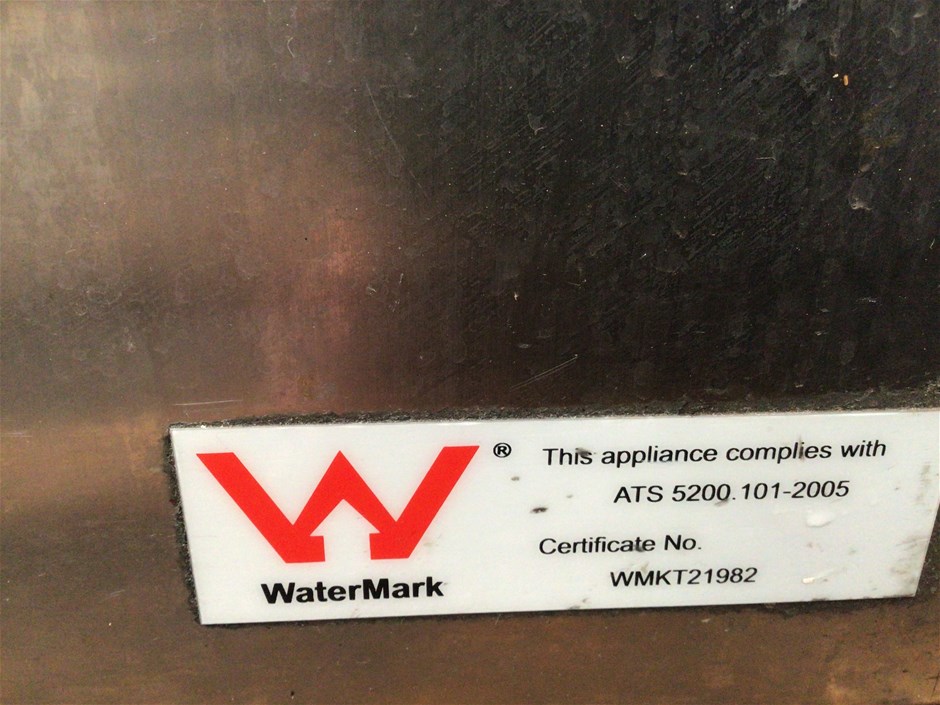 ®
This appliance complies with
ATS 5200.101-2005
Certificate No.
WMKT21982
WaterMark